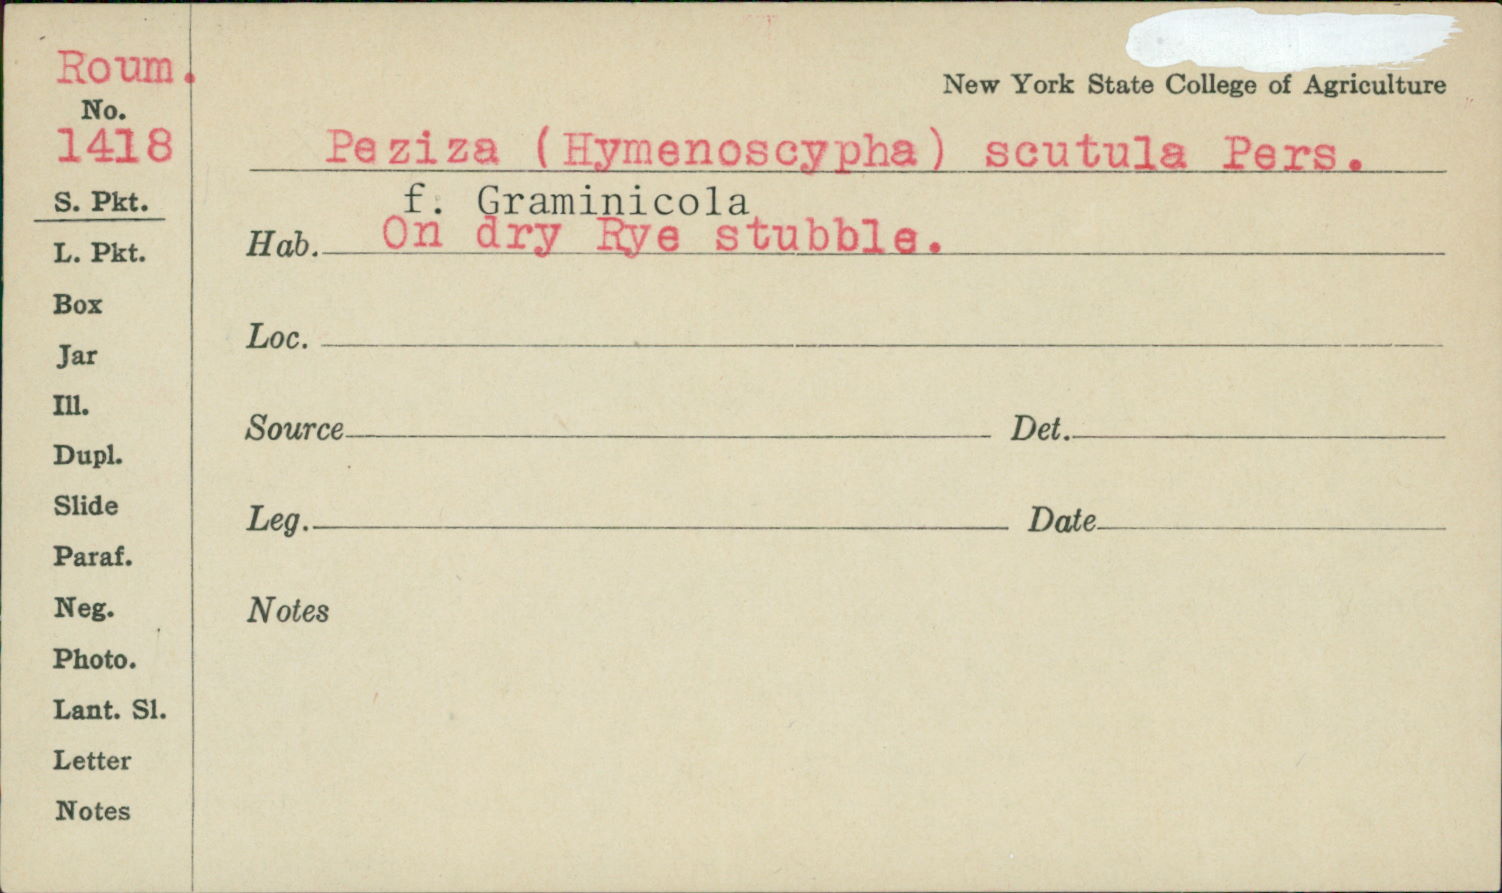 Roum.
No.
1418
S. Pkt.
L. Pkt.
Box
Jar
Ill.
Dupl.
Slide
Paraf.
Neg.
Photo.
Lant. Sl.
Letter
Notes
New York State College of Agriculture
Peziza (Hymenoscypha) scutula Pers.
f. Graminicola
Hab. On dry Rye stubble.
Loc.
Source Det.
Leg. Date
Notes